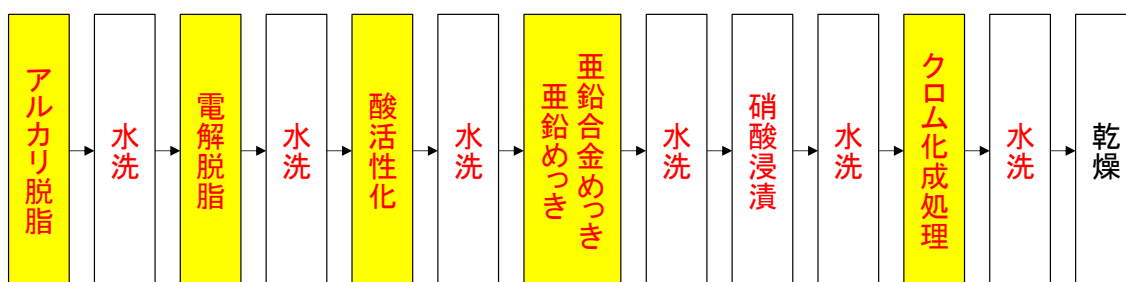 アルカリ脱脂
水洗
電解脱脂
水洗
酸活性化
水洗
亜鉛合金めっき
亜鉛めっき
水洗
硝酸浸漬
水洗
クロム化成処理
水洗
乾燥